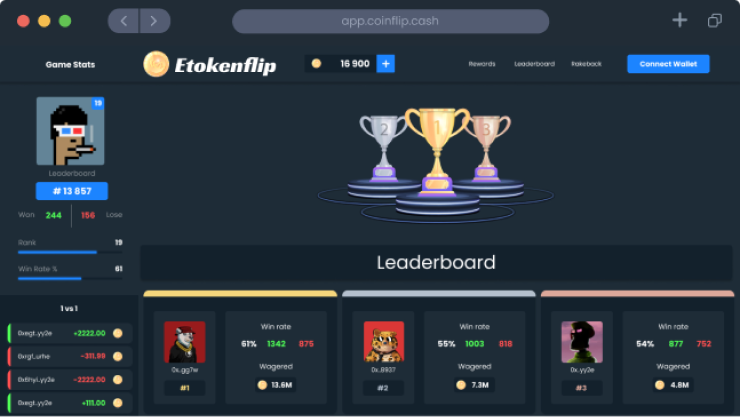 app.coinflip.cash
Game Stats
Etokenflip
16 900
+
Rewards Leaderboard Rakeback
Connect Wallet
19
Leaderboard
#13 857
Won 244 156 Lose
Rank 19
Win Rate % 61
2 1 3
Leaderboard
1 vs 1
0xegt.yy2e +2222.00
-311.99
-2222.00
0xegt.yy2e +111.00
Win rate
61% 1342 875
Wagered
0x.gg7w
13.6M
#1
Win rate
55% 1003 818
Wagered
0x.B937
7.3M
#2
Win rate
54% 877 752
Wagered
0x.yy2e
4.8M
#3